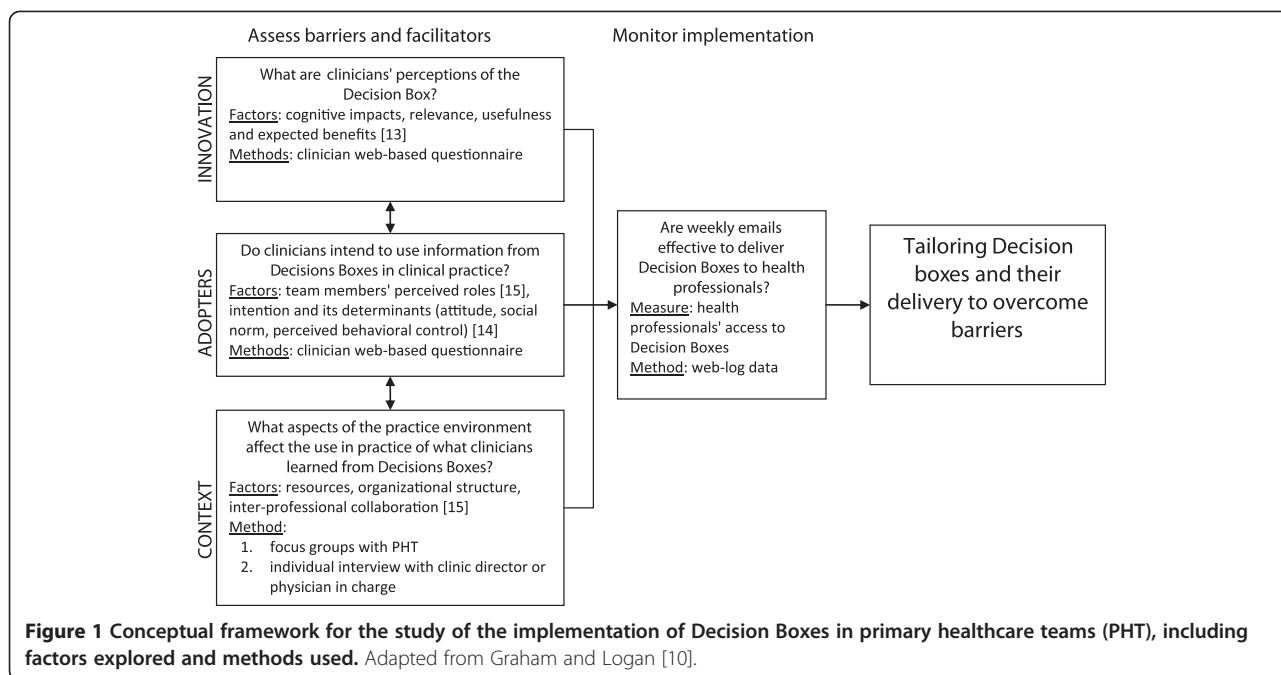 Assess barriers and facilitators
Monitor implementation
INNOVATION
What are clinicians' perceptions of the
Decision Box?
Factors: cognitive impacts, relevance, usefulness
and expected benefits [13]
Methods: clinician web-based questionnaire
ADOPTERS
Do clinicians intend to use information from
Decisions Boxes in clinical practice?
Factors: team members' perceived roles [15],
intention and its determinants (attitude, social
norm, perceived behavioral control) [14]
Methods: clinician web-based questionnaire
CONTEXT
What aspects of the practice environment
affect the use in practice of what clinicians
learned from Decisions Boxes?
Factors: resources, organizational structure,
inter-professional collaboration [15]
Method:
1. focus groups with PHT
2. individual interview with clinic director or
physician in charge
Are weekly emails
effective to deliver
Decision Boxes to health
professionals?
Measure: health
professionals' access to
Decision Boxes
Method: web-log data
Tailoring Decision
boxes and their
delivery to overcome
barriers
Figure 1 Conceptual framework for the study of the implementation of Decision Boxes in primary healthcare teams (PHT), including
factors explored and methods used. Adapted from Graham and Logan [10].